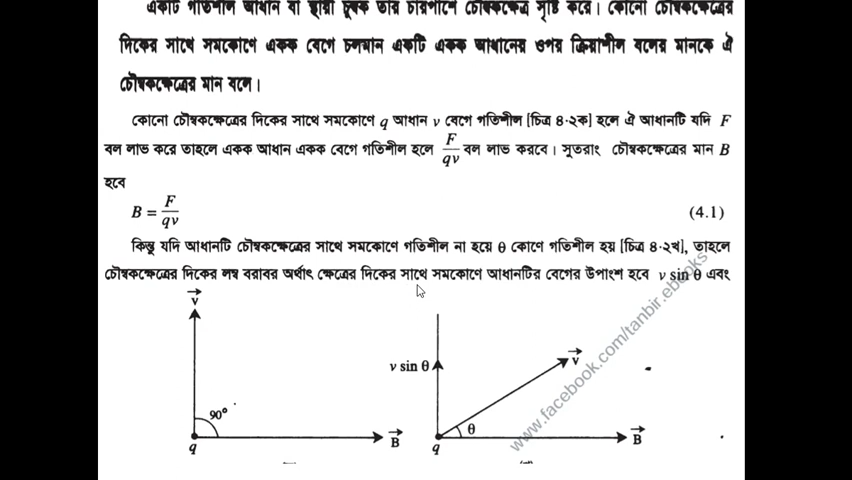 একটি গতিশীল আধান বা স্থায়ী চুম্বক তার চারপাশে চৌম্বকক্ষেত্র সৃষ্টি করে। কোনো চৌম্বকক্ষেত্রের
দিকের সাথে সমকোণে একক বেগে চলমান একটি একক আধানের ওপর ক্রিয়াশীল বলের মানকে ঐ
চৌম্বকক্ষেত্রের মান বলে।
কোনো চৌম্বকক্ষেত্রের দিকের সাথে সমকোণে q আধান v বেগে গতিশীল [চিত্র ৪·২ক] হলে ঐ আধানটি যদি F
বল লাভ করে তাহলে একক আধান একক বেগে গতিশীল হলে F/qv বল লাভ করবে। সুতরাং চৌম্বকক্ষেত্রের মান B
হবে
B = F/qv (4.1)
কিন্তু যদি আধানটি চৌম্বকক্ষেত্রের সাথে সমকোণে গতিশীল না হয়ে θ কোণে গতিশীল হয় [চিত্র ৪·২খ], তাহলে
চৌম্বকক্ষেত্রের দিকের লম্ব বরাবর অর্থাৎ ক্ষেত্রের দিকের সাথে সমকোণে আধানটির বেগের উপাংশ হবে v sin θ এবং
v
90°
q
B
v sin θ
v
θ
q
B
www.facebook.com/tanbir.ebooks